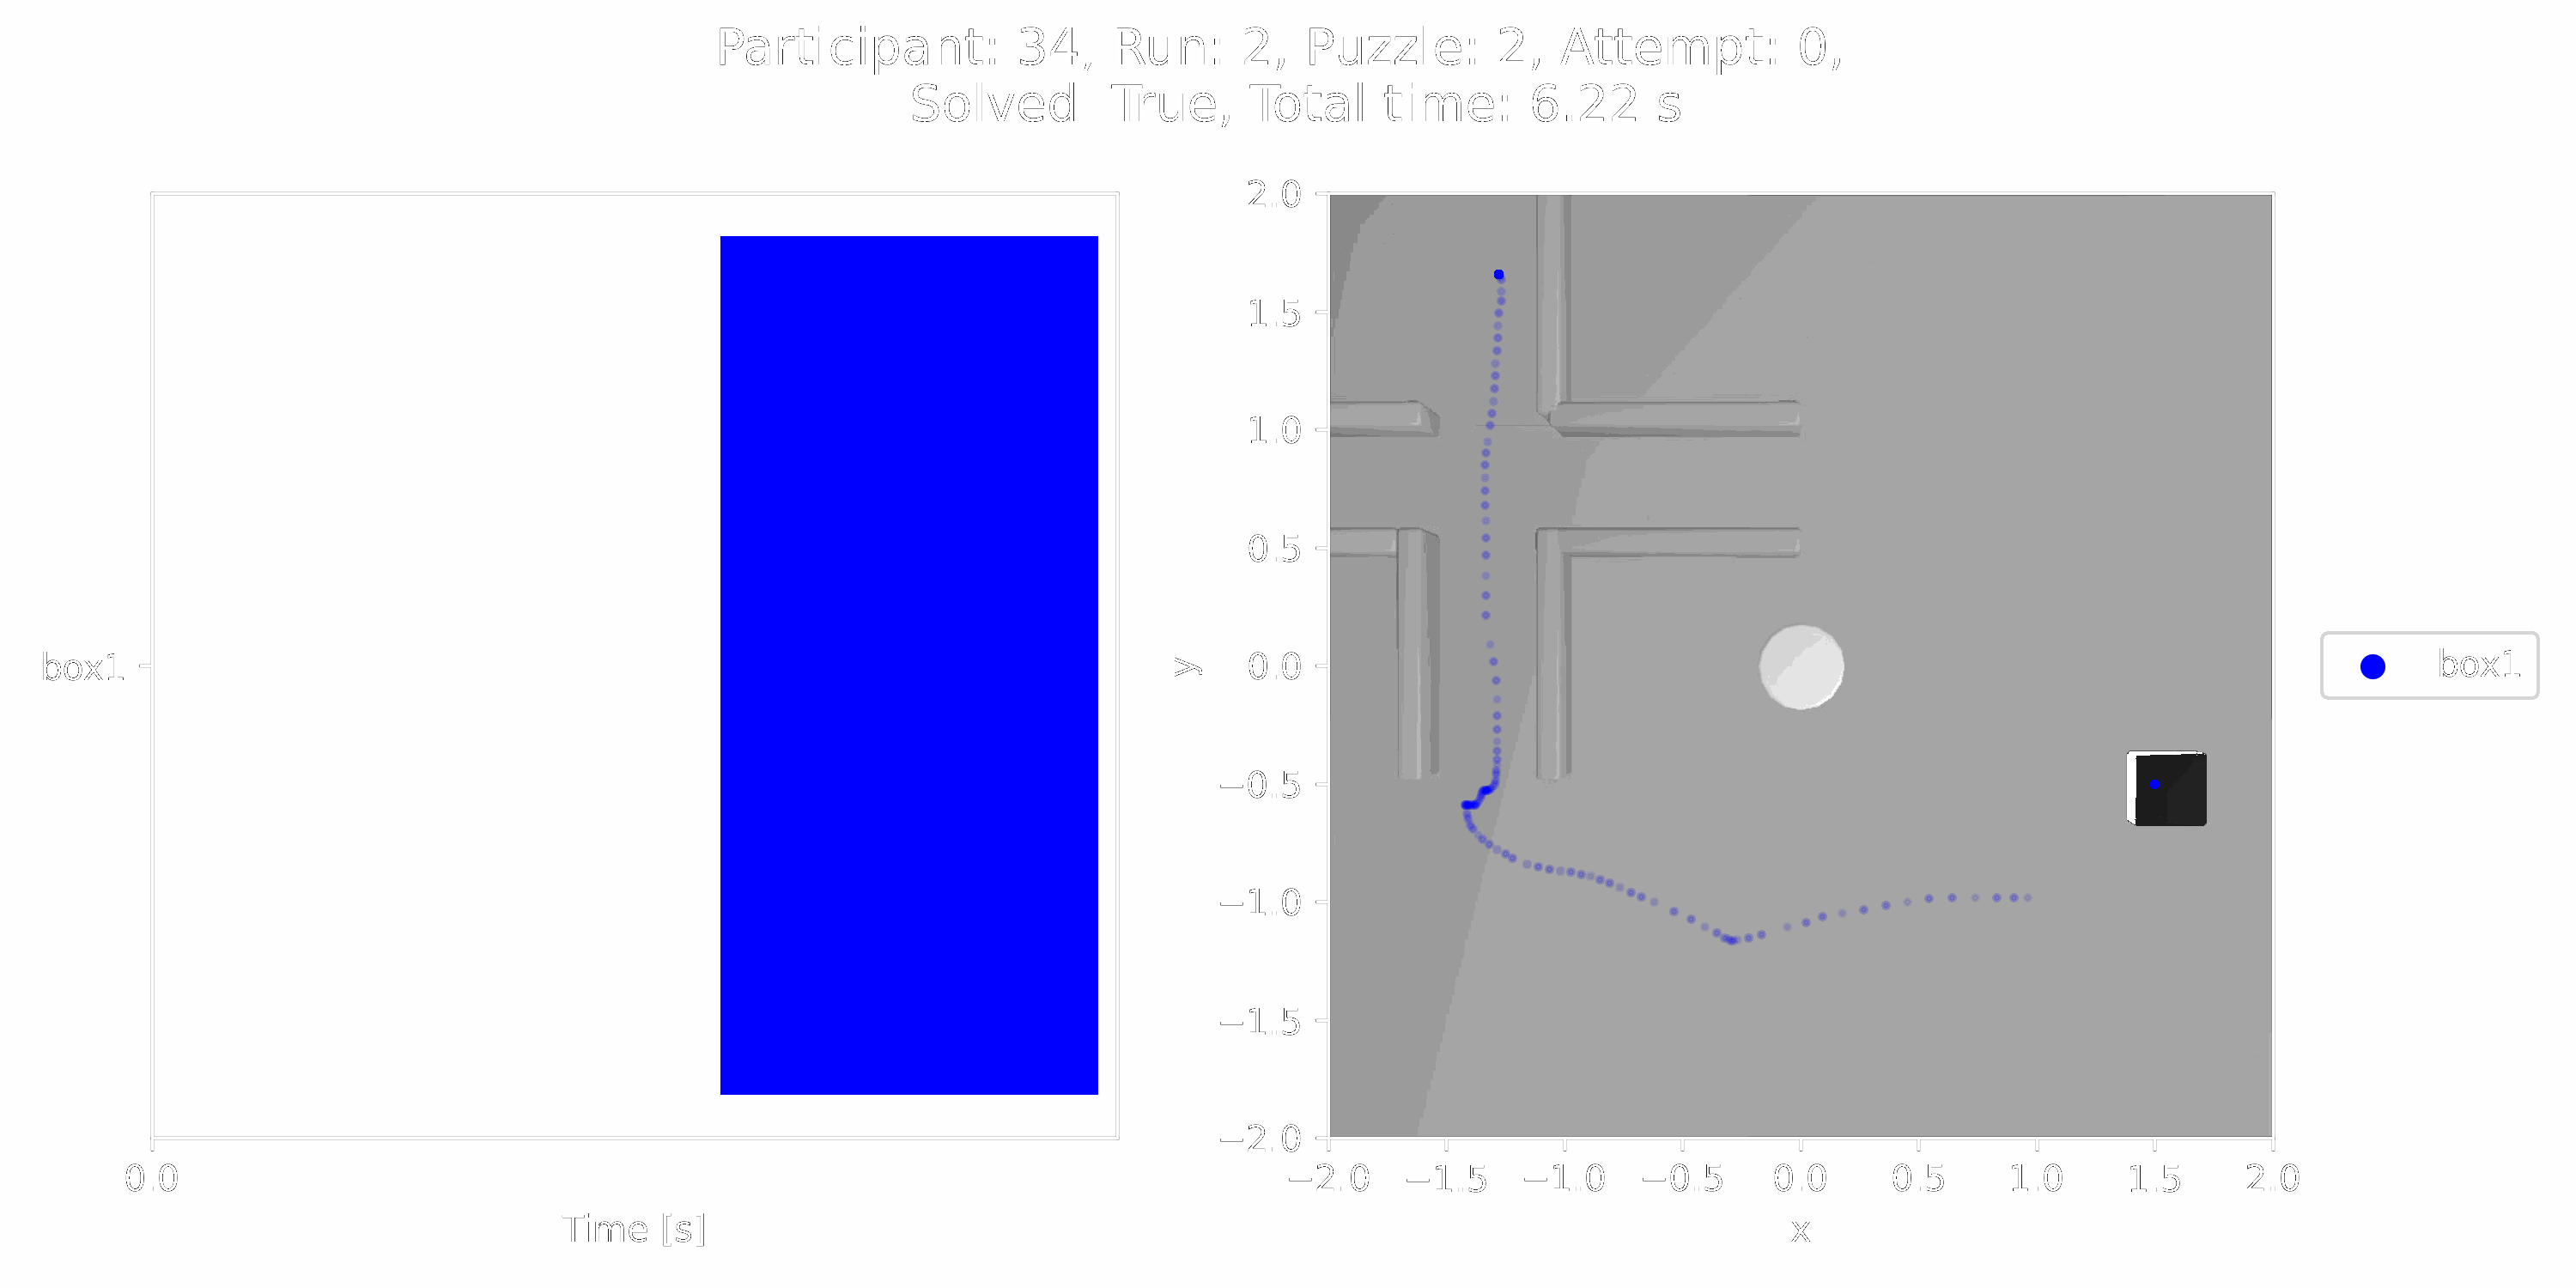 Participant: 34, Run: 2, Puzzle: 2, Attempt: 0,
Solved  True, Total time: 6.22 s
box1
0.0
Time [s]
y
2.0
1.5
1.0
0.5
0.0
−0.5
−1.0
−1.5
−2.0
−2.0 −1.5 −1.0 −0.5 0.0 0.5 1.0 1.5 2.0
x
box1